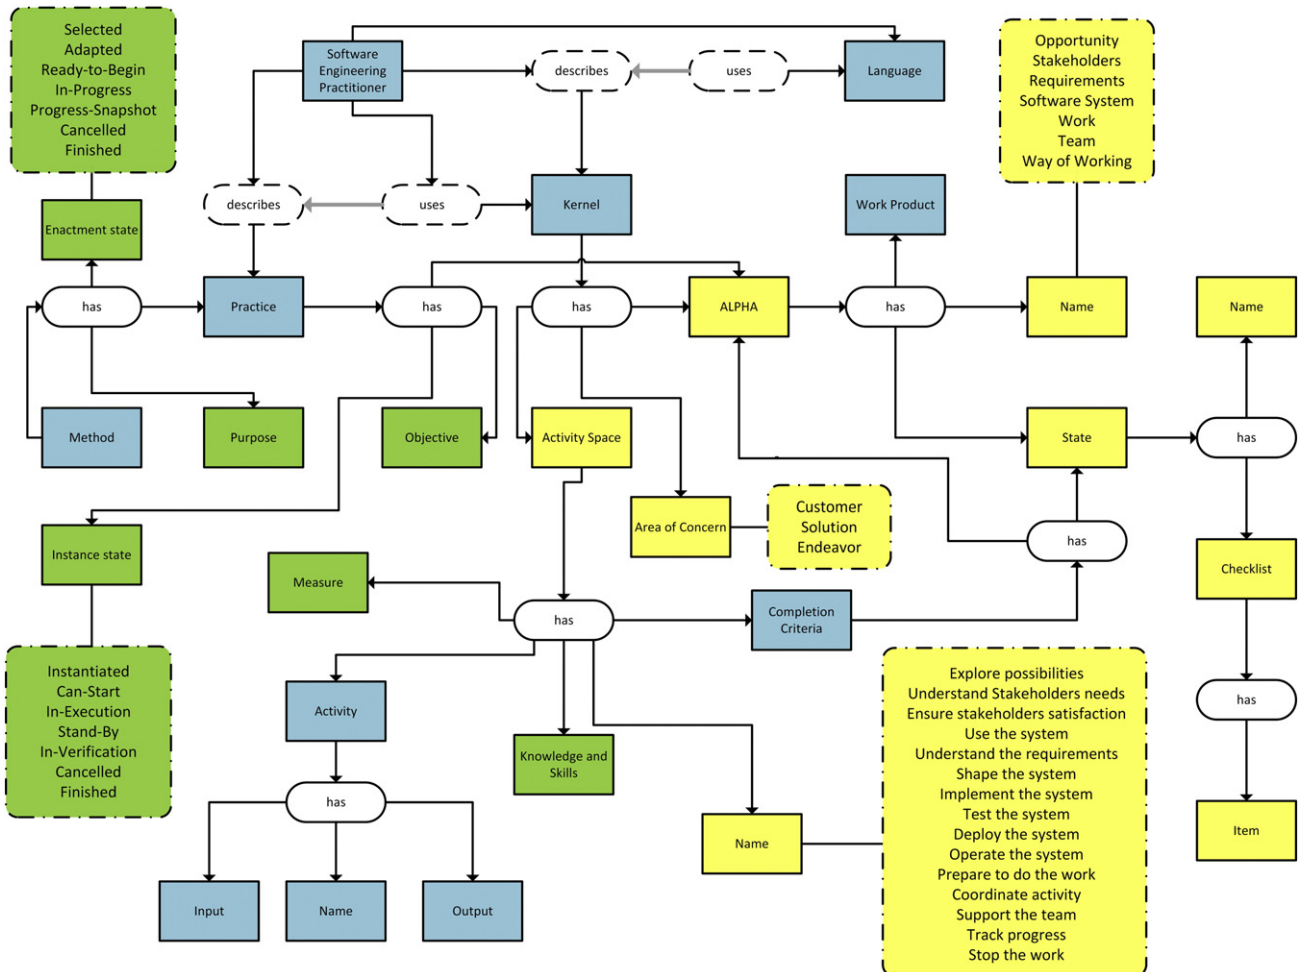 Selected
Adapted
Ready-to-Begin
In-Progress
Progress-Snapshot
Cancelled
Finished
Software
Engineering
Practitioner
describes
uses
Language
Opportunity
Stakeholders
Requirements
Software System
Work
Team
Way of Working
Enactment state
describes
uses
Kernel
Work Product
has
Practice
has
has
ALPHA
has
Name
Name
Method
Purpose
Objective
Activity Space
State
has
Area of Concern
Customer
Solution
Endeavor
has
Instance state
Measure
has
Completion
Criteria
Checklist
Instantiated
Can-Start
In-Execution
Stand-By
In-Verification
Cancelled
Finished
Activity
Knowledge and
Skills
has
Explore possibilities
Understand Stakeholders needs
Ensure stakeholders satisfaction
Use the system
Understand the requirements
Shape the system
Implement the system
Test the system
Deploy the system
Operate the system
Prepare to do the work
Coordinate activity
Support the team
Track progress
Stop the work
has
Name
Item
Input
Name
Output